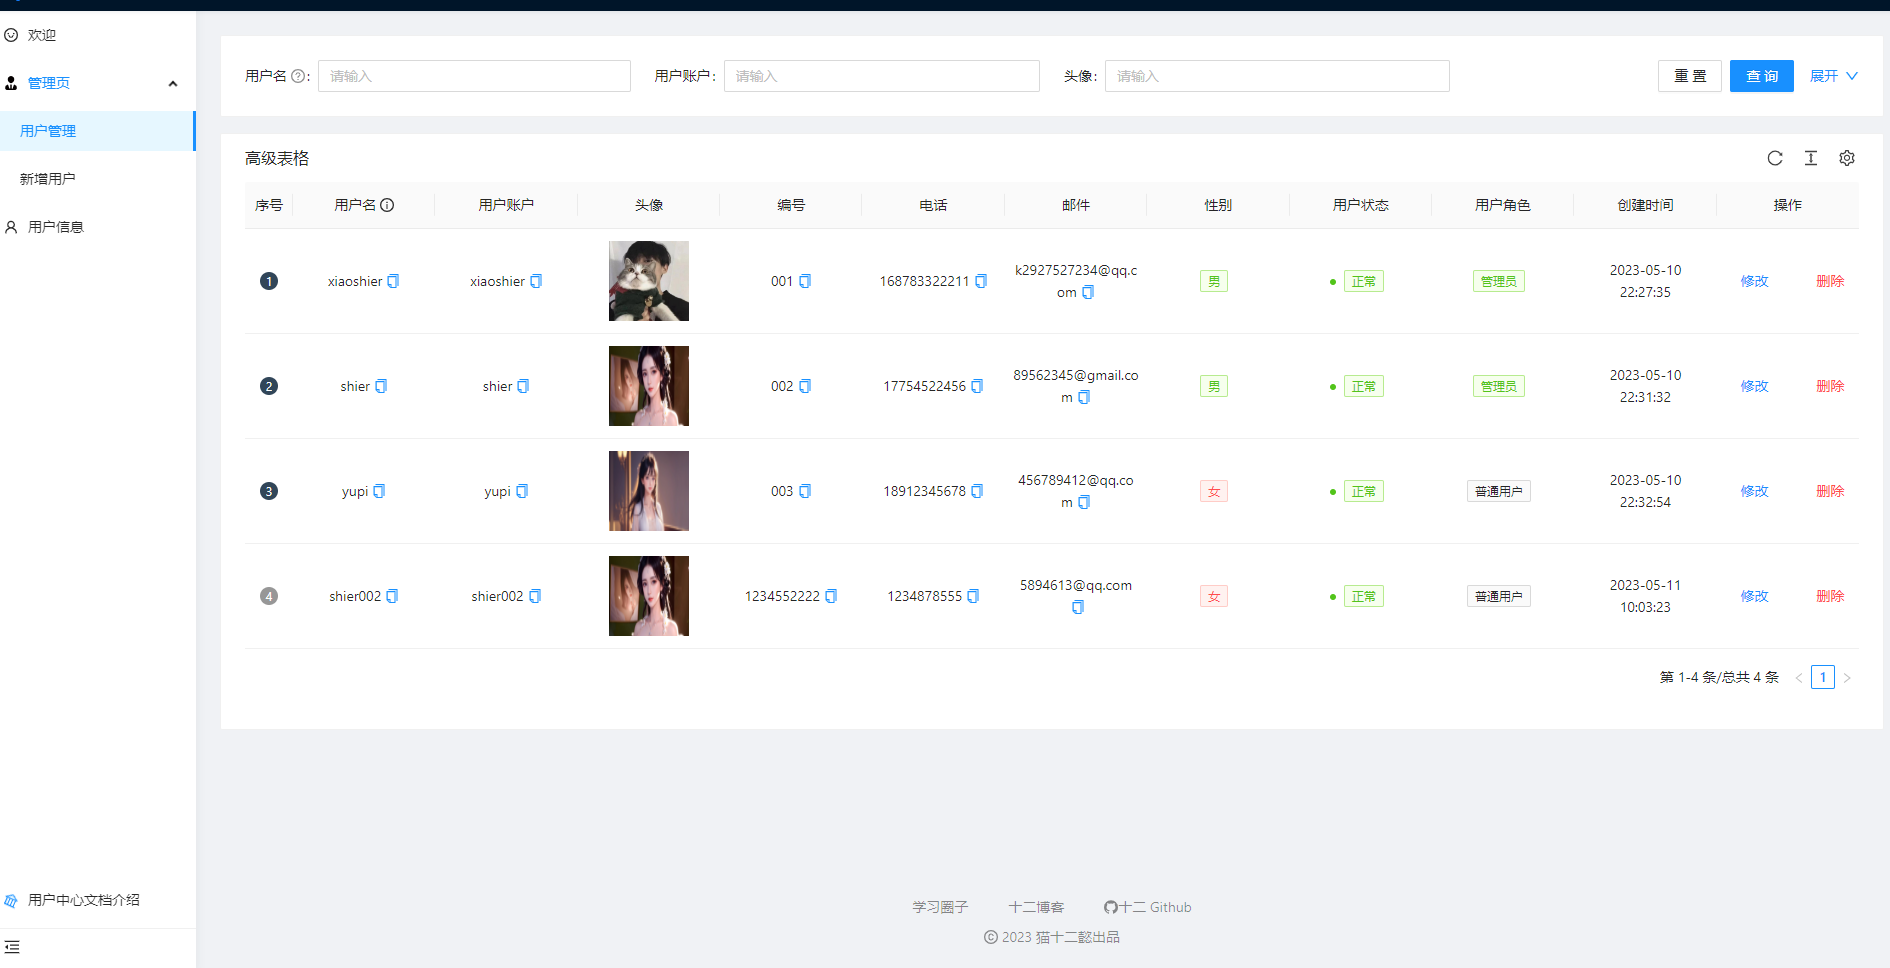 欢迎
管理页
用户管理
新增用户
用户信息
用户中心文档介绍
用户名 : 请输入 用户账户: 请输入 头像: 请输入 重 置 查 询 展开
高级表格
序号 用户名 用户账户 头像 编号 电话 邮件 性别 用户状态 用户角色 创建时间 操作
1 xiaoshier xiaoshier 001 168783322211 k2927527234@qq.c 男 正常 管理员 2023-05-10 修改 删除
om 22:27:35
2 shier shier 002 17754522456 89562345@gmail.co 男 正常 管理员 2023-05-10 修改 删除
m 22:31:32
3 yupi yupi 003 18912345678 456789412@qq.co 女 正常 普通用户 2023-05-10 修改 删除
m 22:32:54
4 shier002 shier002 1234552222 1234878555 5894613@qq.com 女 正常 普通用户 2023-05-11 修改 删除
10:03:23
第 1-4 条/总共 4 条 < 1 >
学习圈子 十二博客 十二 Github
© 2023 猫十二懿出品